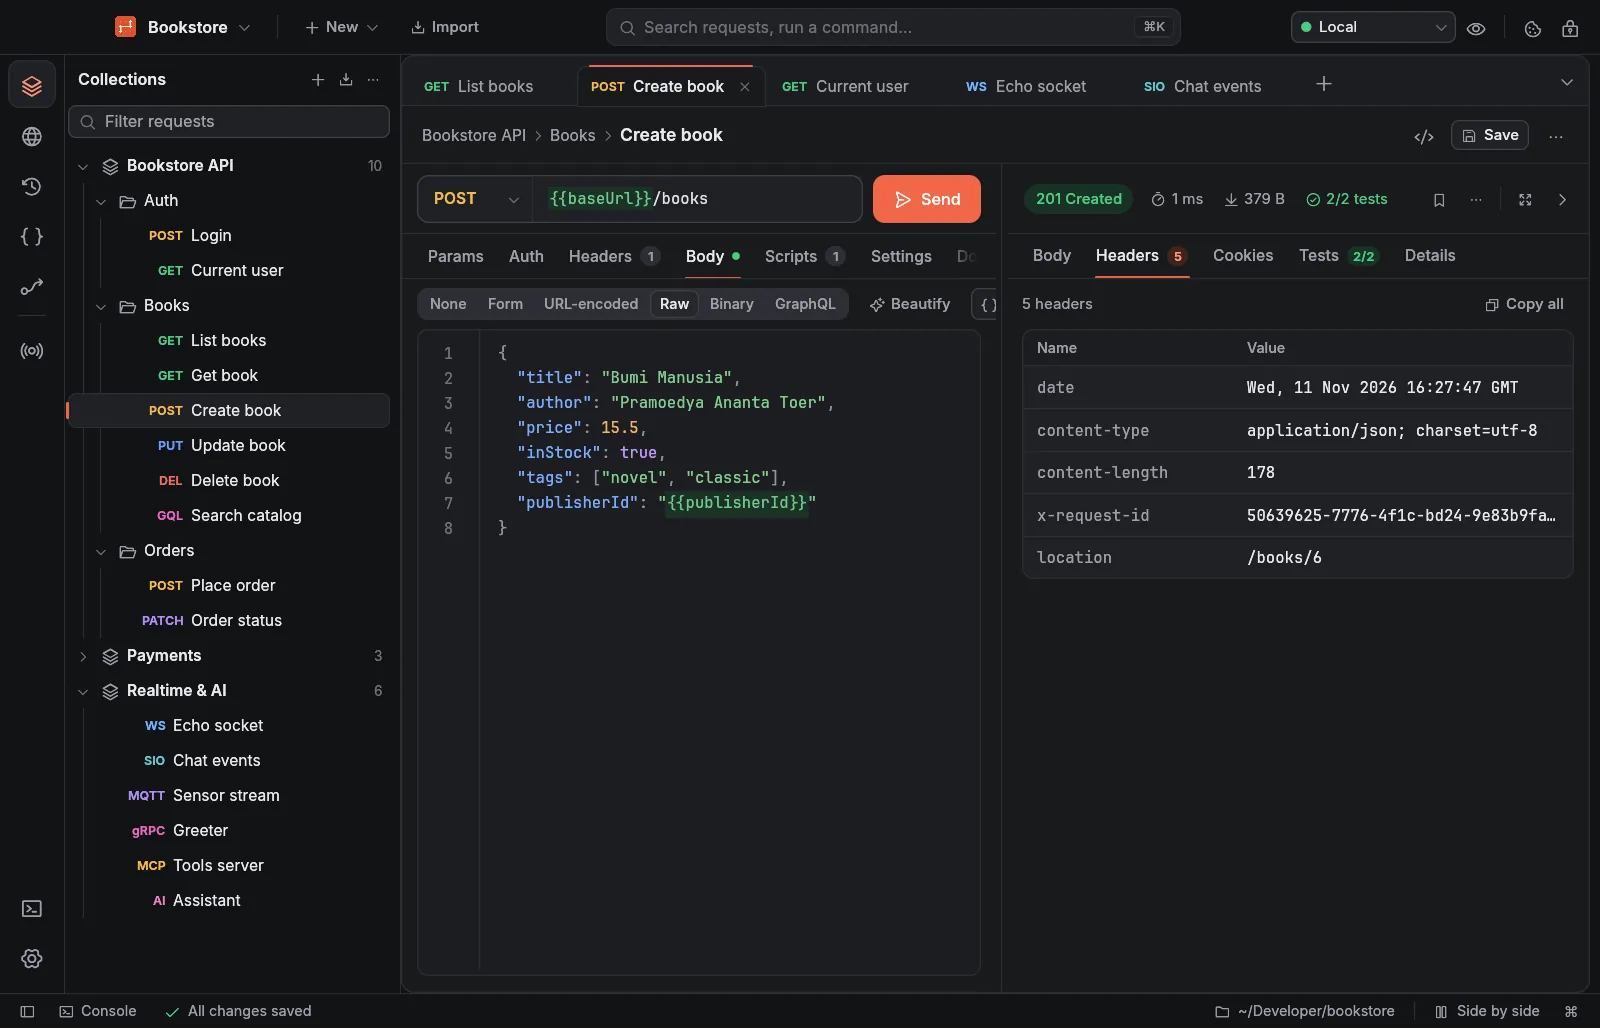 Bookstore
New
Import
Search requests, run a command...
⌘K
Local
Collections
Filter requests
Bookstore API 10
Auth
POST Login
GET Current user
Books
GET List books
GET Get book
POST Create book
PUT Update book
DEL Delete book
GQL Search catalog
Orders
POST Place order
PATCH Order status
Payments 3
Realtime & AI 6
WS Echo socket
SIO Chat events
MQTT Sensor stream
gRPC Greeter
MCP Tools server
AI Assistant
GET List books
POST Create book
GET Current user
WS Echo socket
SIO Chat events
Bookstore API > Books > Create book
</> Save
POST {{baseUrl}}/books
Send
Params Auth Headers 1 Body Scripts 1 Settings Do
None Form URL-encoded Raw Binary GraphQL Beautify {}
1 {
2 "title": "Bumi Manusia",
3 "author": "Pramoedya Ananta Toer",
4 "price": 15.5,
5 "inStock": true,
6 "tags": ["novel", "classic"],
7 "publisherId": "{{publisherId}}"
8 }
201 Created 1 ms 379 B 2/2 tests
Body Headers 5 Cookies Tests 2/2 Details
5 headers Copy all
Name Value
date Wed, 11 Nov 2026 16:27:47 GMT
content-type application/json; charset=utf-8
content-length 178
x-request-id 50639625-7776-4f1c-bd24-9e83b9fa…
location /books/6
Console All changes saved
~/Developer/bookstore Side by side ⌘